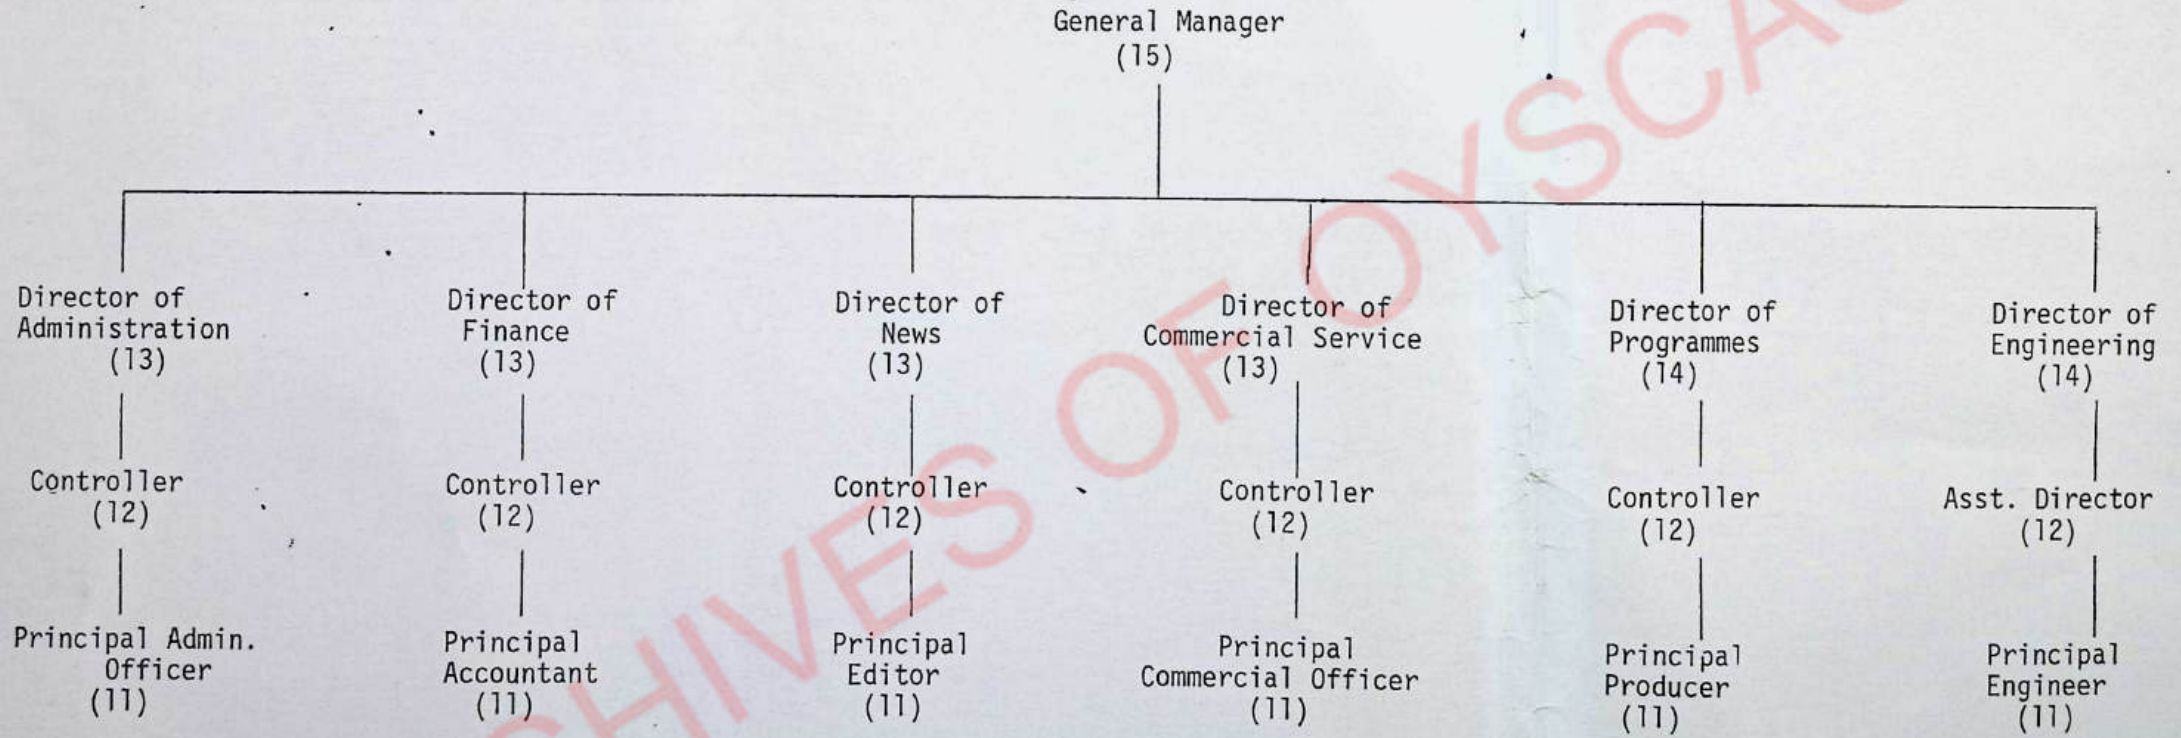 General Manager
(15)
Director of
Administration
(13)
Director of
Finance
(13)
Director of
News
(13)
Director of
Commercial Service
(13)
Director of
Programmes
(14)
Director of
Engineering
(14)
Controller
(12)
Controller
(12)
Controller
(12)
Controller
(12)
Controller
(12)
Asst. Director
(12)
Principal Admin.
Officer
(11)
Principal
Accountant
(11)
Principal
Editor
(11)
Principal
Commercial Officer
(11)
Principal
Producer
(11)
Principal
Engineer
(11)
CHIVES OF OYSCA